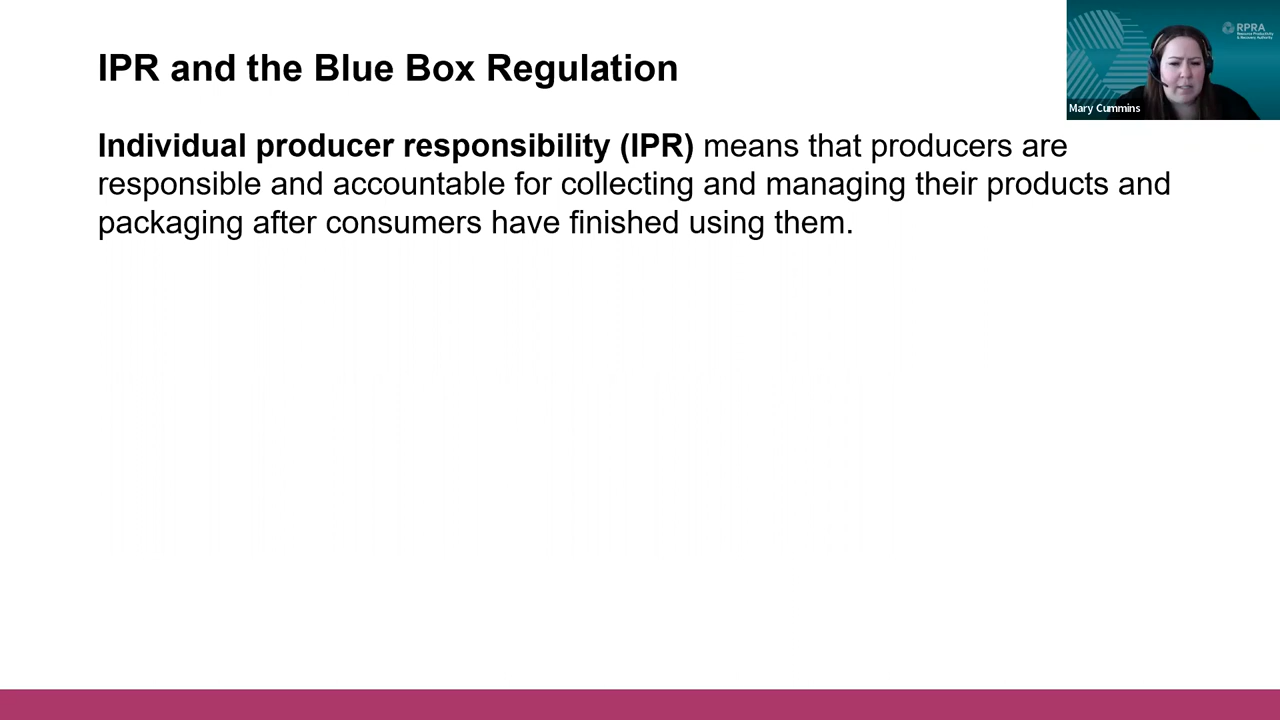 IPR and the Blue Box Regulation
Individual producer responsibility (IPR) means that producers are
responsible and accountable for collecting and managing their products and
packaging after consumers have finished using them.
RPRA
Resource Productivity
& Recovery Authority
Mary Cummins